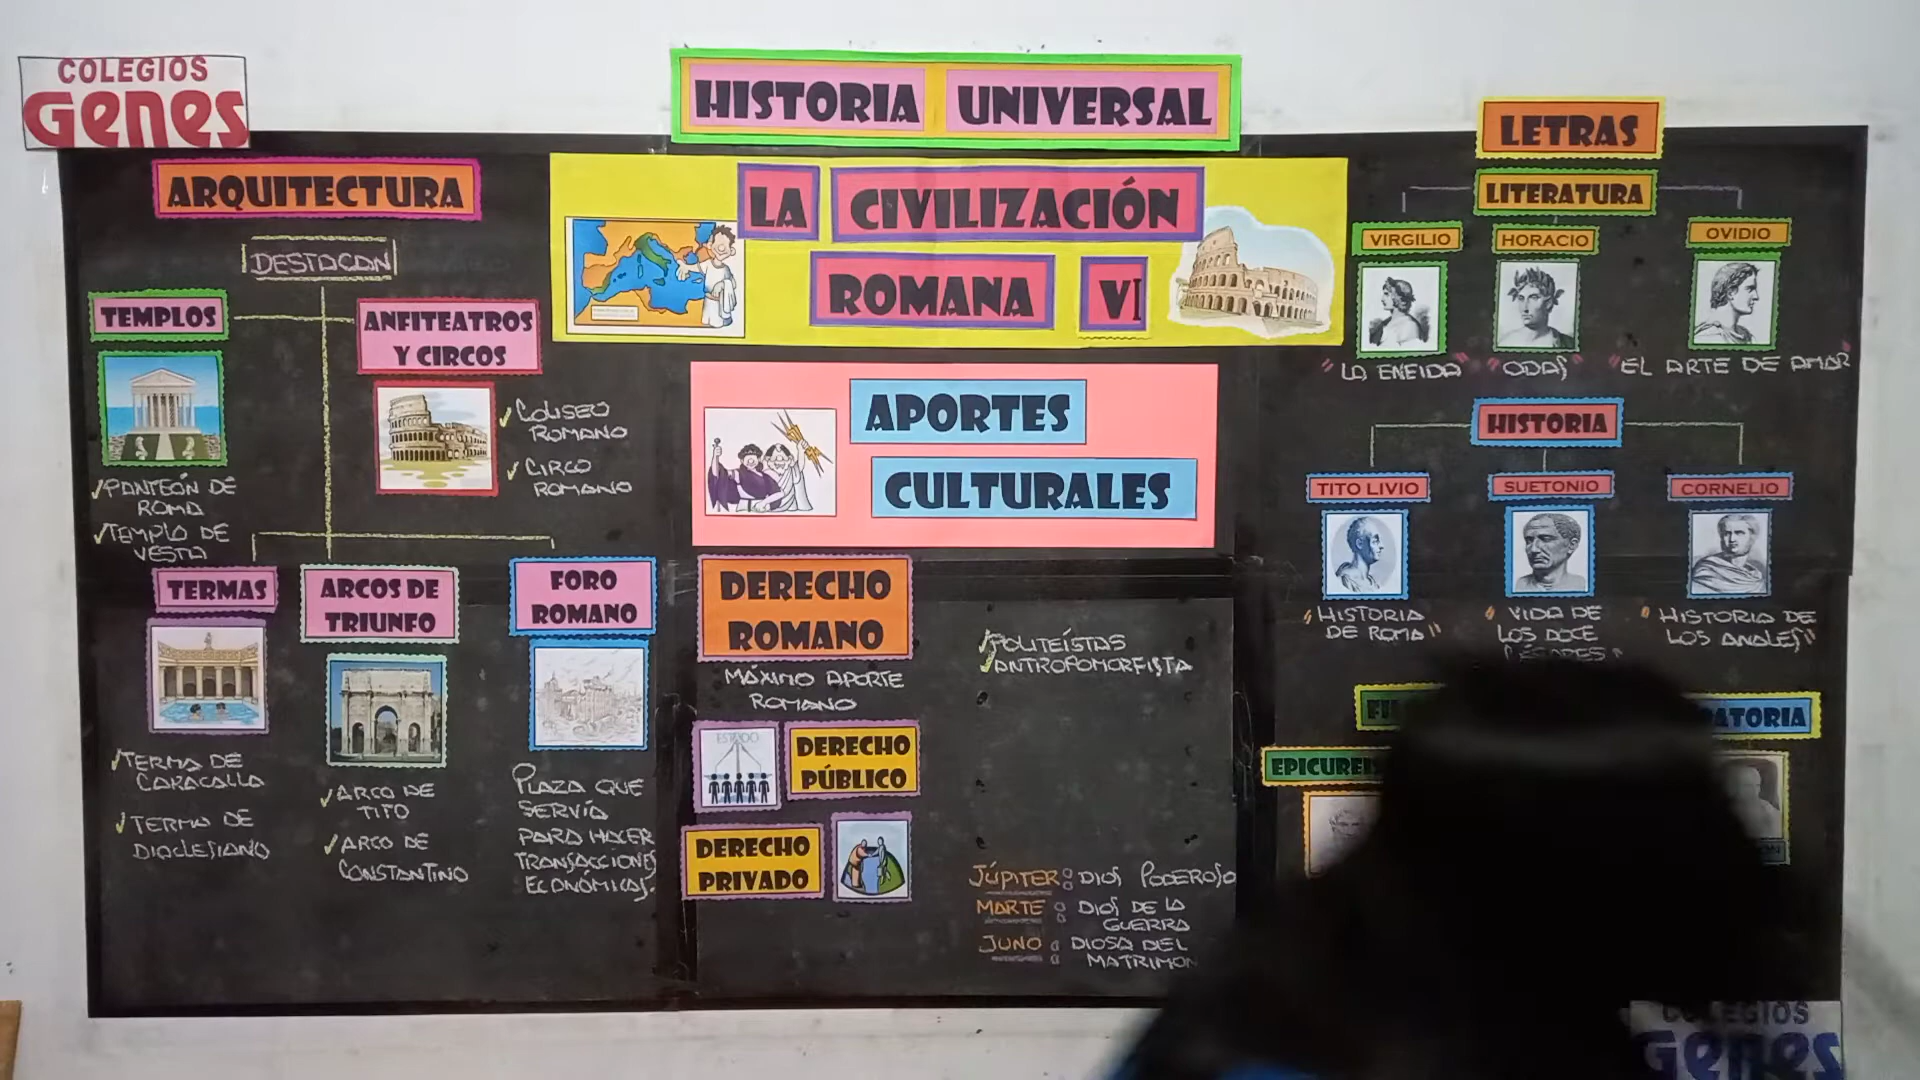 COLEGIOS
Genes
HISTORIA UNIVERSAL
LA CIVILIZACIÓN
ROMANA VI
APORTES
CULTURALES
ARQUITECTURA
DESTACAN
TEMPLOS
✓PANTEÓN DE
ROMA
✓TEMPLO DE
VESTA
ANFITEATROS
Y CIRCOS
✓COLISEO
ROMANO
✓CIRCO
ROMANO
TERMAS
✓TERMA DE
CARACALLA
✓TERMA DE
DIOCLESIANO
ARCOS DE
TRIUNFO
✓ARCO DE
TITO
✓ARCO DE
CONSTANTINO
FORO
ROMANO
PLAZA QUE
SERVÍA
PARA HACER
TRANSACCIONES
ECONÓMICAS.
DERECHO
ROMANO
MÁXIMO APORTE
ROMANO
ESTADO
DERECHO
PÚBLICO
DERECHO
PRIVADO
✓POLITEÍSTAS
✓ANTROPOMORFISTA
JÚPITER: DIOS PODEROSO
MARTE: DIOS DE LA
GUERRA
JUNO: DIOSA DEL
LETRAS
LITERATURA
VIRGILIO
"LA ENEIDA"
HORACIO
"ODAS"
OVIDIO
"EL ARTE DE AMAR"
HISTORIA
TITO LIVIO
"HISTORIA
DE ROMA"
SUETONIO
"VIDA DE
LOS DOCE
CÉSARES"
CORNELIO
"HISTORIA DE
LOS ANALES"
COLEGIOS
Genes